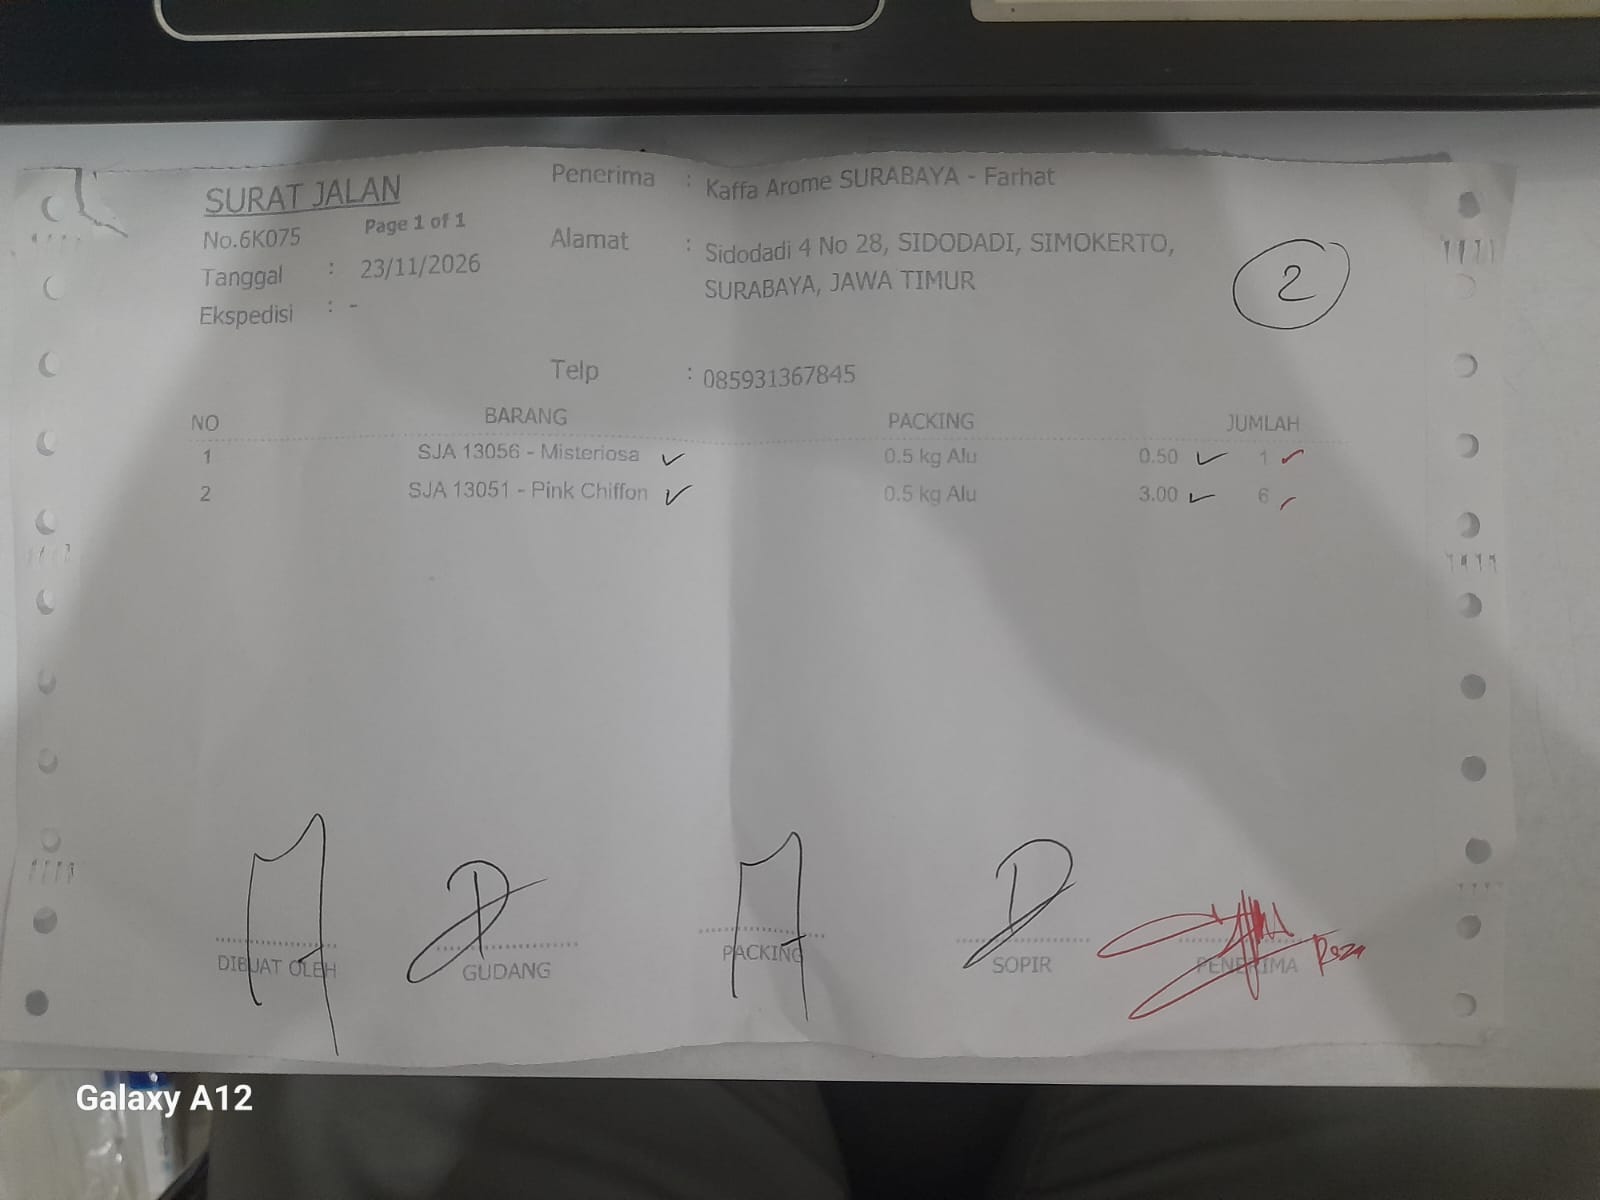 SURAT JALAN
No.6K075 Page 1 of 1
Tanggal : 23/11/2026
Ekspedisi : -
Penerima : Kaffa Arome SURABAYA - Farhat
Alamat : Sidodadi 4 No 28, SIDODADI, SIMOKERTO,
SURABAYA, JAWA TIMUR
2
Telp : 085931367845
NO BARANG PACKING JUMLAH
1 SJA 13056 - Misteriosa 0.5 kg Alu 0.50 1
2 SJA 13051 - Pink Chiffon 0.5 kg Alu 3.00 6
DIBUAT OLEH GUDANG PACKING SOPIR PENERIMA
Galaxy A12